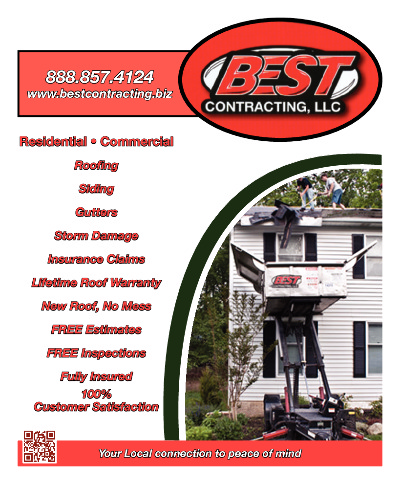 888.857.4124
www.bestcontracting.biz
BEST
CONTRACTING, LLC
Residential • Commercial
Roofing
Siding
Gutters
Storm Damage
Insurance Claims
Lifetime Roof Warranty
New Roof, No Mess
FREE Estimates
FREE Inspections
Fully Insured
100%
Customer Satisfaction
BEST
Your Local connection to peace of mind